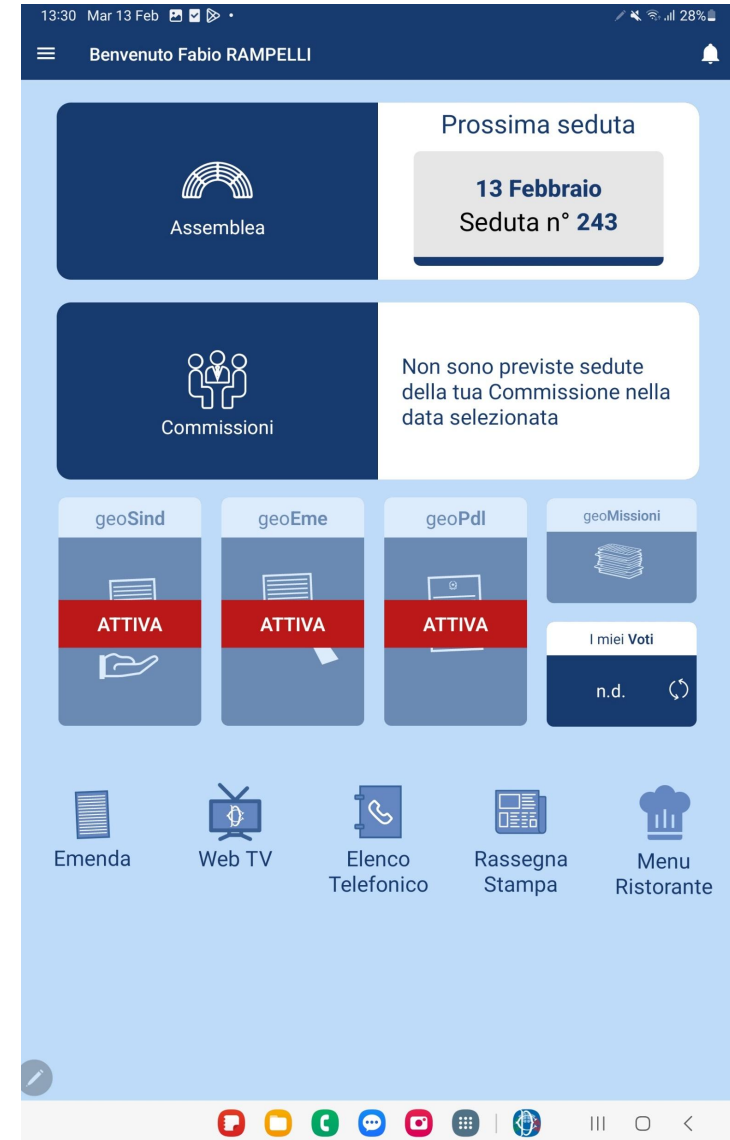 13:30 Mar 13 Feb
28%
Benvenuto Fabio RAMPELLI
Prossima seduta
13 Febbraio
Seduta n° 243
Assemblea
Non sono previste sedute
della tua Commissione nella
data selezionata
Commissioni
geoSind
geoEme
geoPdl
geoMissioni
ATTIVA
ATTIVA
ATTIVA
I miei Voti
n.d.
Emenda
Web TV
Elenco
Telefonico
Rassegna
Stampa
Menu
Ristorante